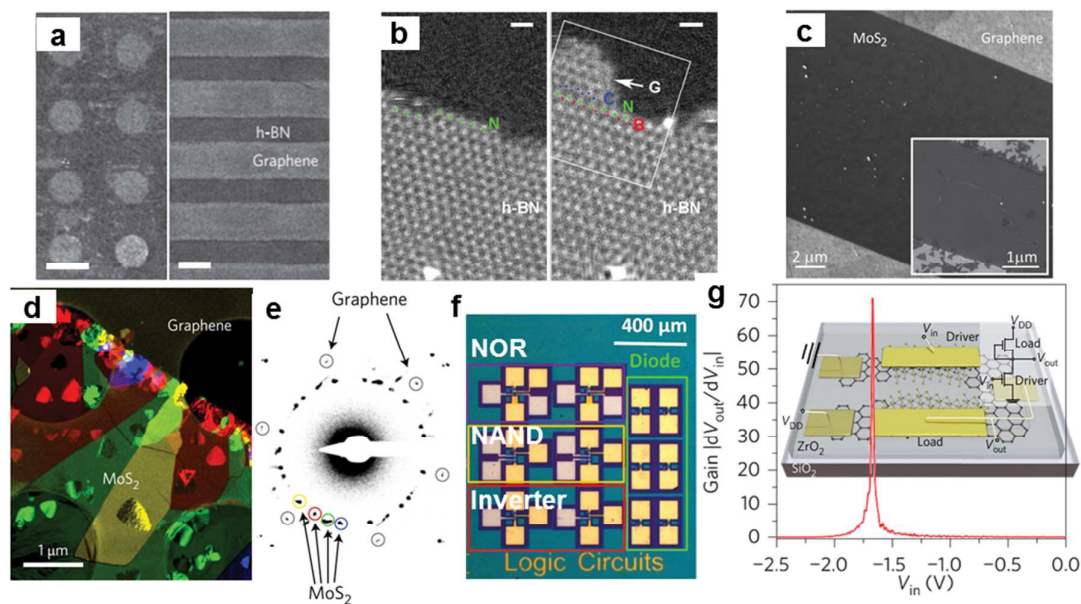 a
h-BN
Graphene
b
N
h-BN
G
C
N
B
h-BN
c
MoS2
Graphene
2 μm
1μm
d
Graphene
MoS2
1 μm
e
Graphene
MoS2
f
400 μm
NOR
Diode
NAND
Inverter
Logic Circuits
g
Gain |dVout/dVin|
70
60
50
40
30
20
10
0
-2.5
-2.0
-1.5
-1.0
-0.5
0.0
Vin (V)
Vin
Driver
VDD
Load
Vout
Vin
Driver
VDD
ZrO2
Load
Vout
SiO2